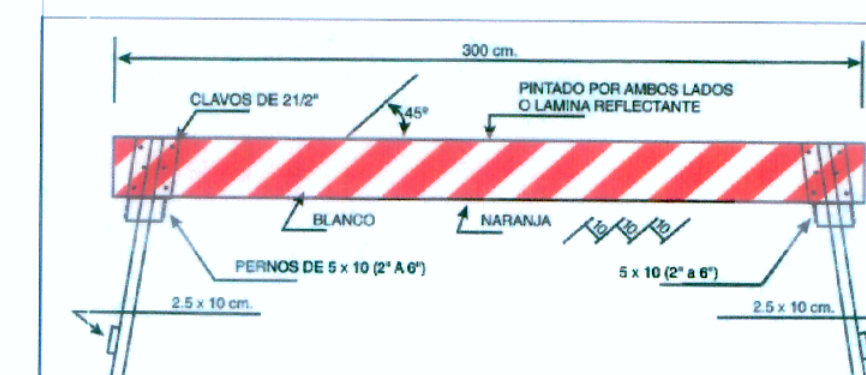 300 cm.
CLAVOS DE 21/2"
45º
PINTADO POR AMBOS LADOS
O LAMINA REFLECTANTE
BLANCO
NARANJA
10 10 10
PERNOS DE 5 x 10 (2" A 6")
5 x 10 (2" a 6")
2.5 x 10 cm.
2.5 x 10 cm.